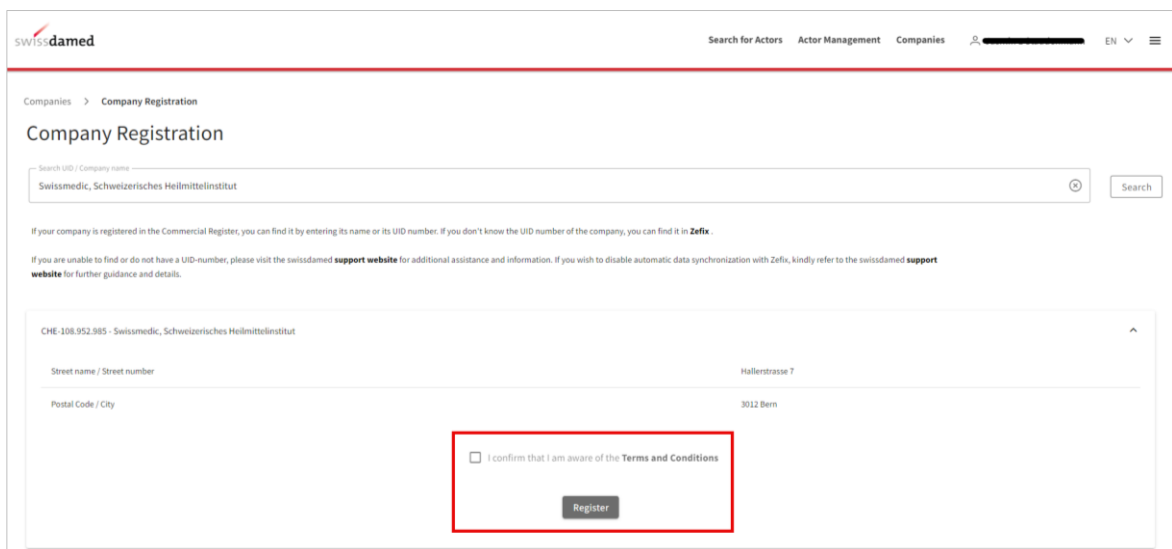 swissdamed
Search for Actors Actor Management Companies EN
Companies > Company Registration
Company Registration
Search UID / Company name
Swissmedic, Schweizerisches Heilmittelinstitut
Search
If your company is registered in the Commercial Register, you can find it by entering its name or its UID number. If you don't know the UID number of the company, you can find it in Zefix .
If you are unable to find or do not have a UID-number, please visit the swissdamed support website for additional assistance and information. If you wish to disable automatic data synchronization with Zefix, kindly refer to the swissdamed support
website for further guidance and details.
CHE-108.952.985 - Swissmedic, Schweizerisches Heilmittelinstitut
Street name / Street number Hallerstrasse 7
Postal Code / City 3012 Bern
I confirm that I am aware of the Terms and Conditions
Register